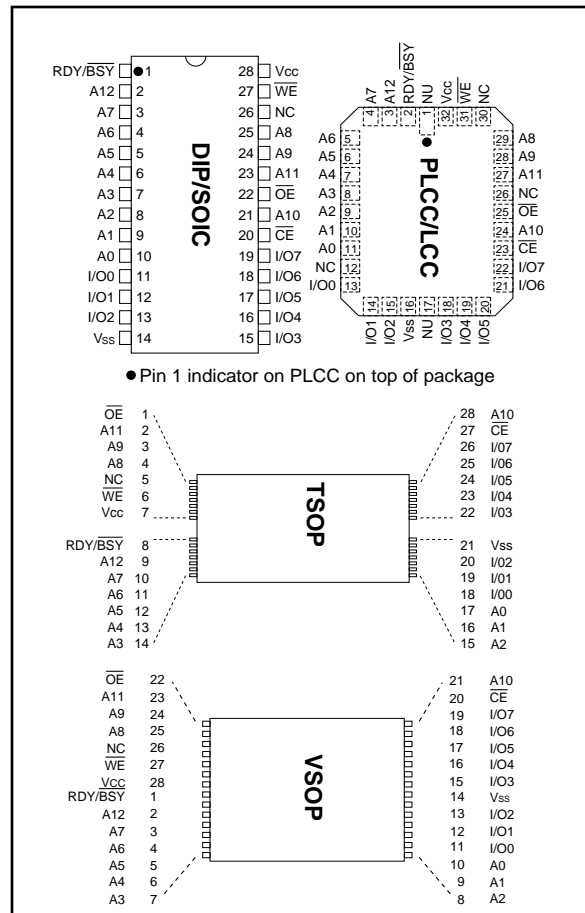 RDY/BSY 1 28 Vcc
A12 2 27 WE
A7 3 26 NC
A6 4 25 A8
A5 5 24 A9
A4 6 23 A11
A3 7 22 OE
A2 8 21 A10
A1 9 20 CE
A0 10 19 I/O7
I/O0 11 18 I/O6
I/O1 12 17 I/O5
I/O2 13 16 I/O4
Vss 14 15 I/O3
DIP/SOIC
A7 A12 RDY/BSY NU Vcc WE NC
4 3 2 1 32 31 30
A6 5 29 A8
A5 6 28 A9
A4 7 27 A11
A3 8 26 NC
A2 9 25 OE
A1 10 24 A10
A0 11 23 CE
NC 12 22 I/O7
I/O0 13 21 I/O6
PLCC/LCC
14 15 16 17 18 19 20
I/O1 I/O2 Vss NU I/O3 I/O4 I/O5
● Pin 1 indicator on PLCC on top of package
OE 1 28 A10
A11 2 27 CE
A9 3 26 I/07
A8 4 25 I/06
NC 5 24 I/05
WE 6 23 I/04
Vcc 7 22 I/03
RDY/BSY 8 21 Vss
A12 9 20 I/02
A7 10 19 I/01
A6 11 18 I/00
A5 12 17 A0
A4 13 16 A1
A3 14 15 A2
TSOP
OE 22 21 A10
A11 23 20 CE
A9 24 19 I/O7
A8 25 18 I/O6
NC 26 17 I/O5
WE 27 16 I/O4
Vcc 28 15 I/O3
RDY/BSY 1 14 Vss
A12 2 13 I/O2
A7 3 12 I/O1
A6 4 11 I/O0
A5 5 10 A0
A4 6 9 A1
A3 7 8 A2
VSOP